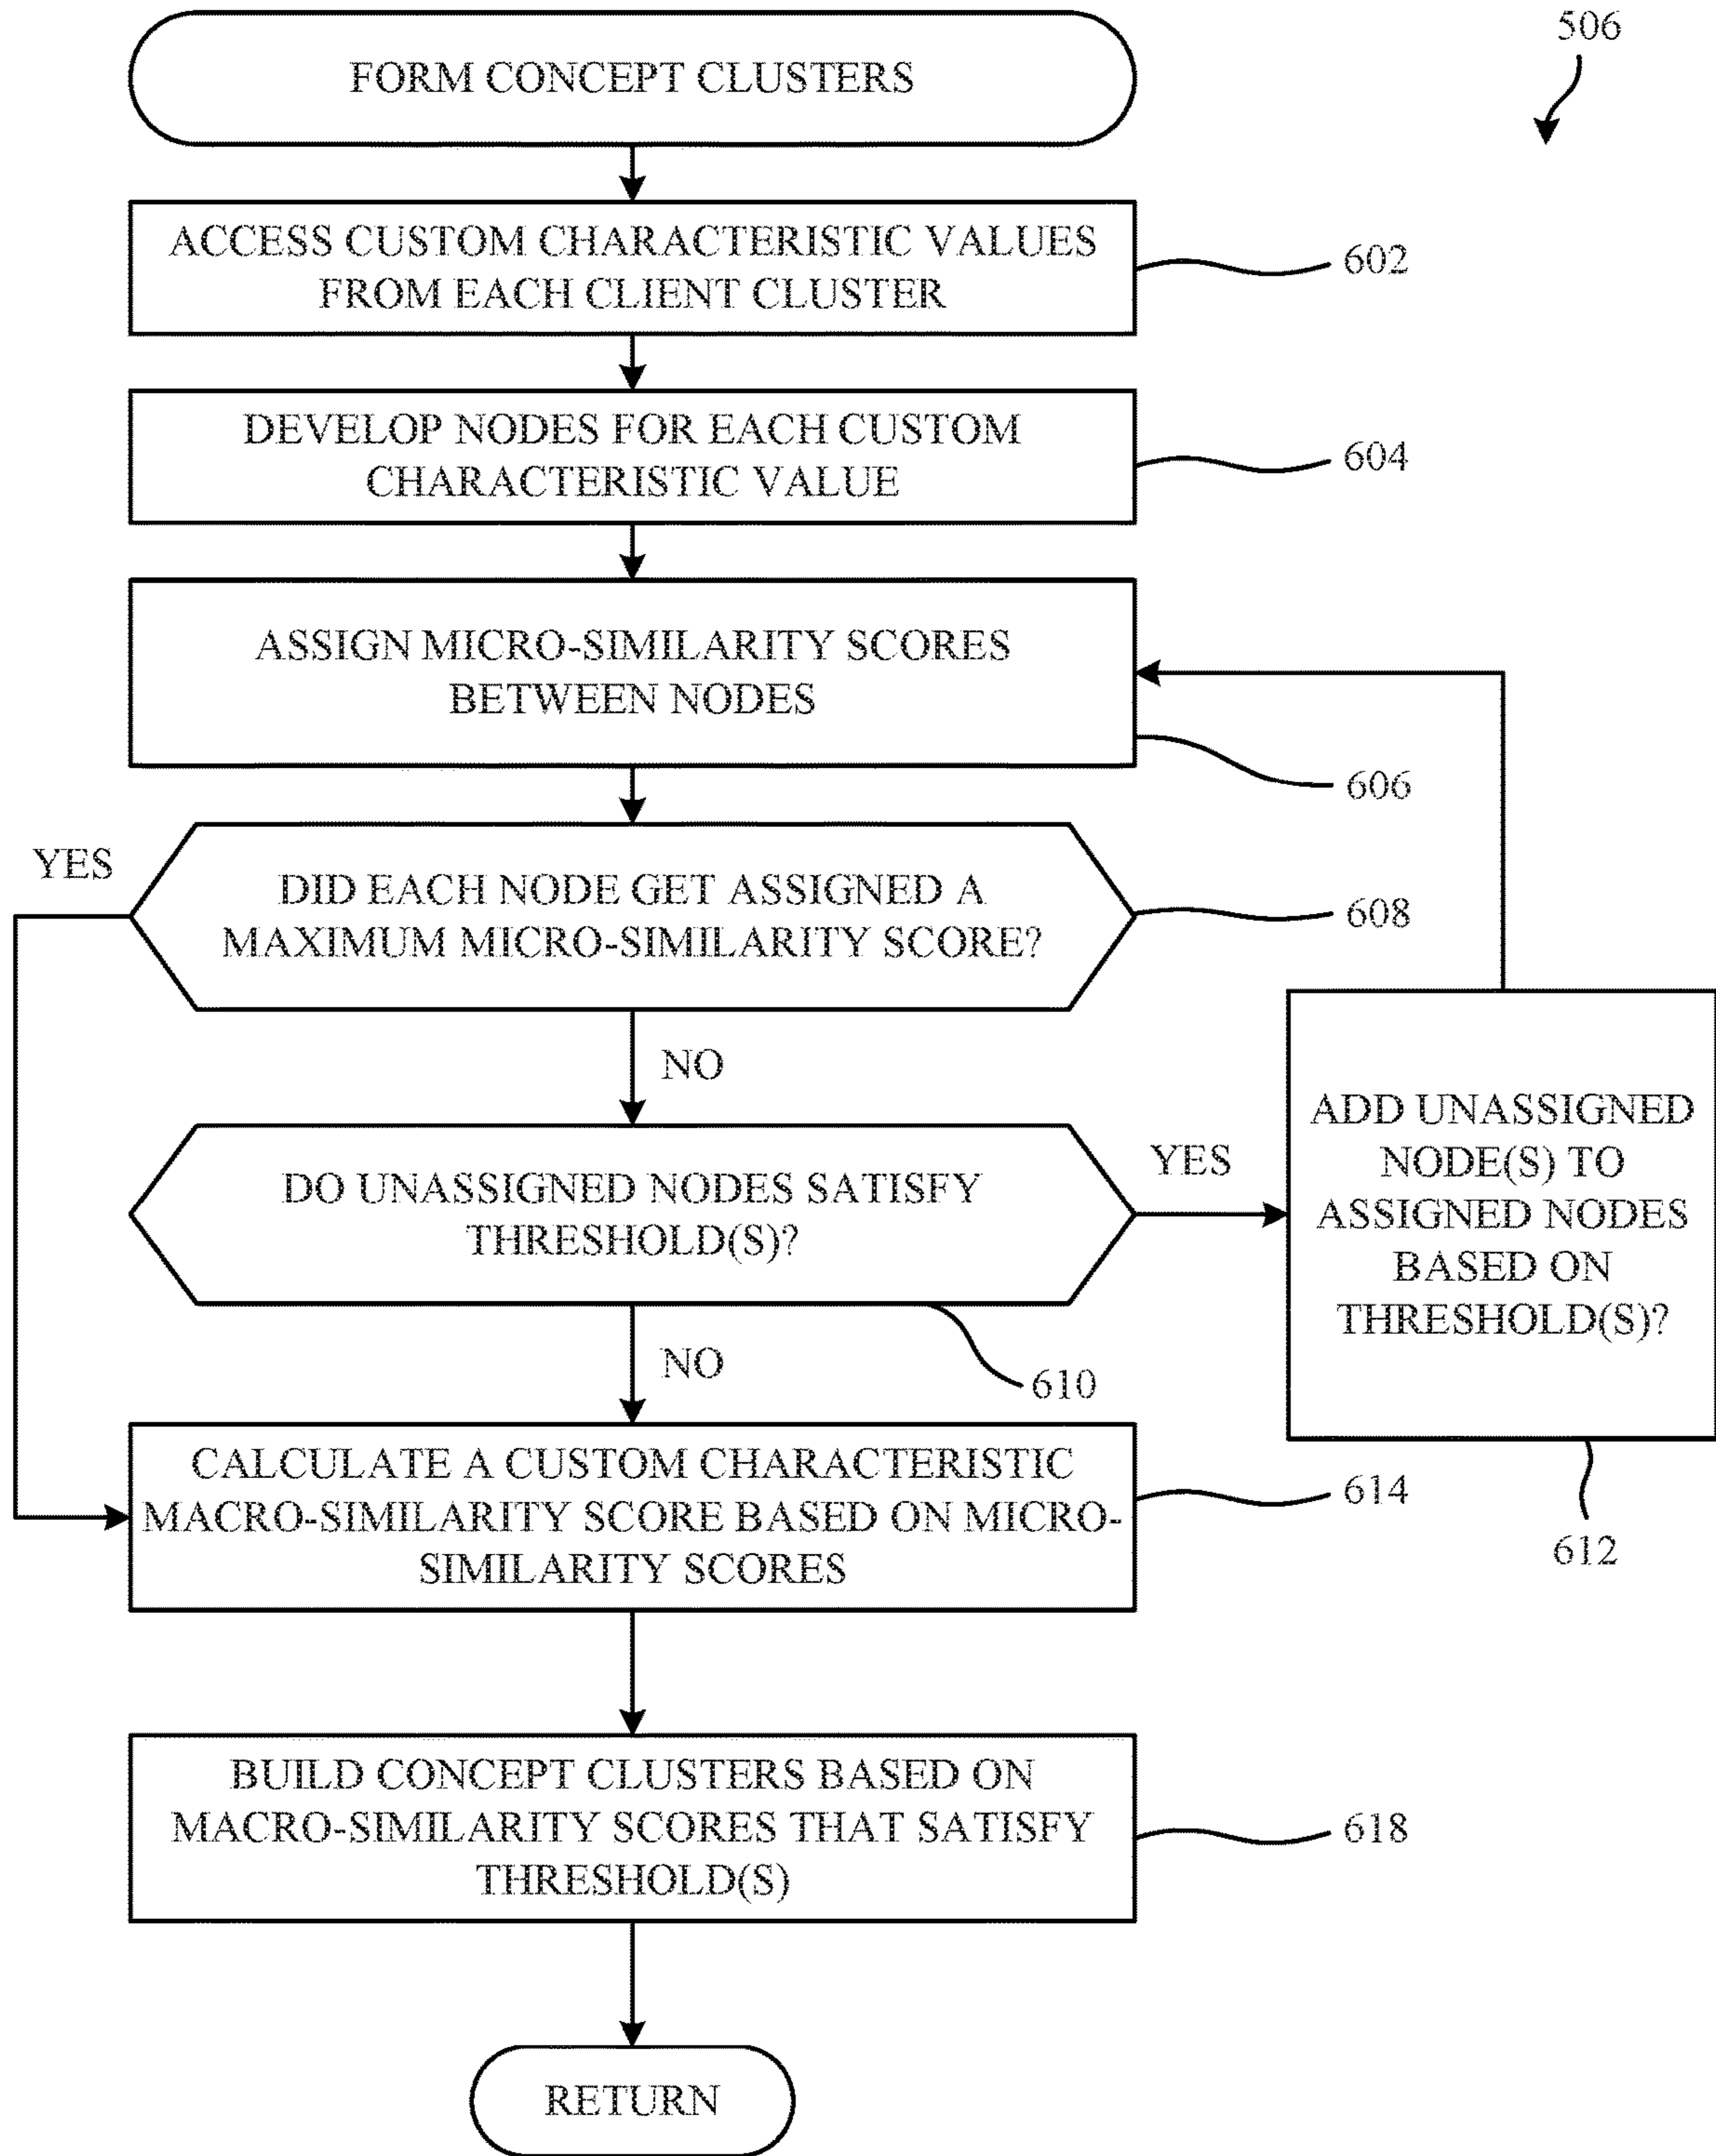 506
FORM CONCEPT CLUSTERS
ACCESS CUSTOM CHARACTERISTIC VALUES
FROM EACH CLIENT CLUSTER
602
DEVELOP NODES FOR EACH CUSTOM
CHARACTERISTIC VALUE
604
ASSIGN MICRO-SIMILARITY SCORES
BETWEEN NODES
606
YES
DID EACH NODE GET ASSIGNED A
MAXIMUM MICRO-SIMILARITY SCORE?
608
NO
DO UNASSIGNED NODES SATISFY
THRESHOLD(S)?
610
YES
ADD UNASSIGNED
NODE(S) TO
ASSIGNED NODES
BASED ON
THRESHOLD(S)?
612
NO
CALCULATE A CUSTOM CHARACTERISTIC
MACRO-SIMILARITY SCORE BASED ON MICRO-
SIMILARITY SCORES
614
BUILD CONCEPT CLUSTERS BASED ON
MACRO-SIMILARITY SCORES THAT SATISFY
THRESHOLD(S)
618
RETURN